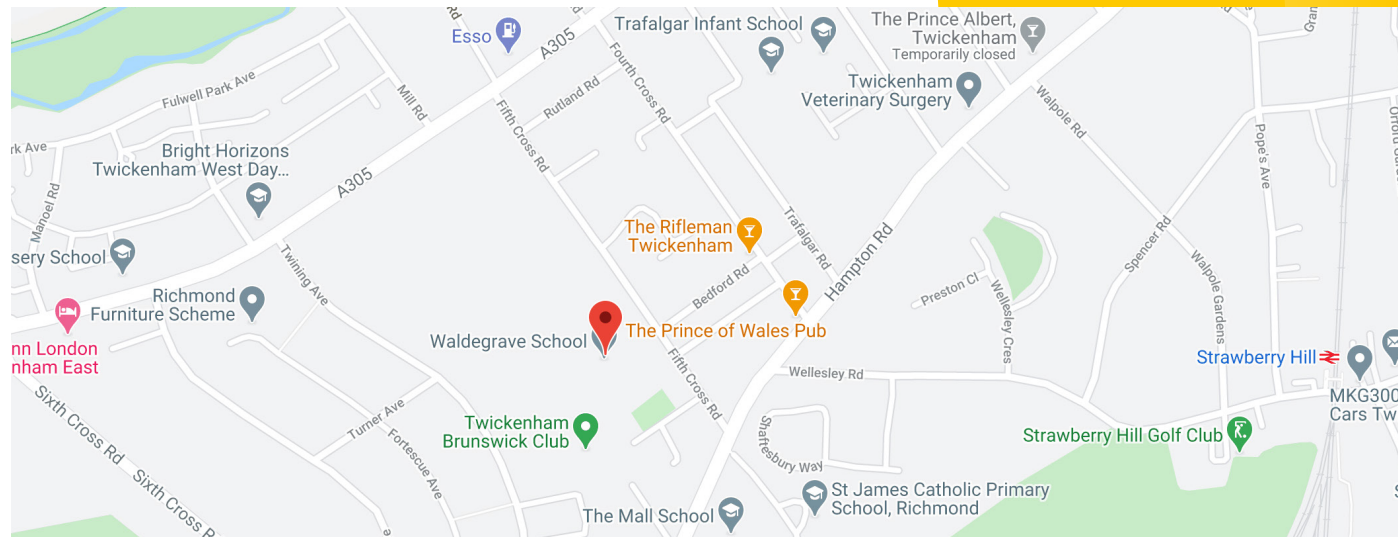 Rd
Esso
A305
Trafalgar Infant School
The Prince Albert,
Twickenham
Temporarily closed
Twickenham
Veterinary Surgery
Fulwell Park Ave
Mill Rd
Fourth Cross Rd
Rutland Rd
Fifth Cross Rd
Walpole Rd
Pope's Ave
rk Ave
Bright Horizons
Twickenham West Day...
A305
Manoel Rd
sery School
Twining Ave
Richmond
Furniture Scheme
The Rifleman
Twickenham
Trafalgar Rd
Hampton Rd
Bedford Rd
Preston Cl
Wellesley Cres
Spencer Rd
Walpole Gardens
nn London
nham East
Waldegrave School
The Prince of Wales Pub
Fifth Cross Rd
Wellesley Rd
Strawberry Hill
MKG300
Cars Tw
Sixth Cross Rd
Sixth Cross R
Turner Ave
Fortescue Ave
Twickenham
Brunswick Club
Shaftesbury Way
Strawberry Hill Golf Club
The Mall School
St James Catholic Primary
School, Richmond